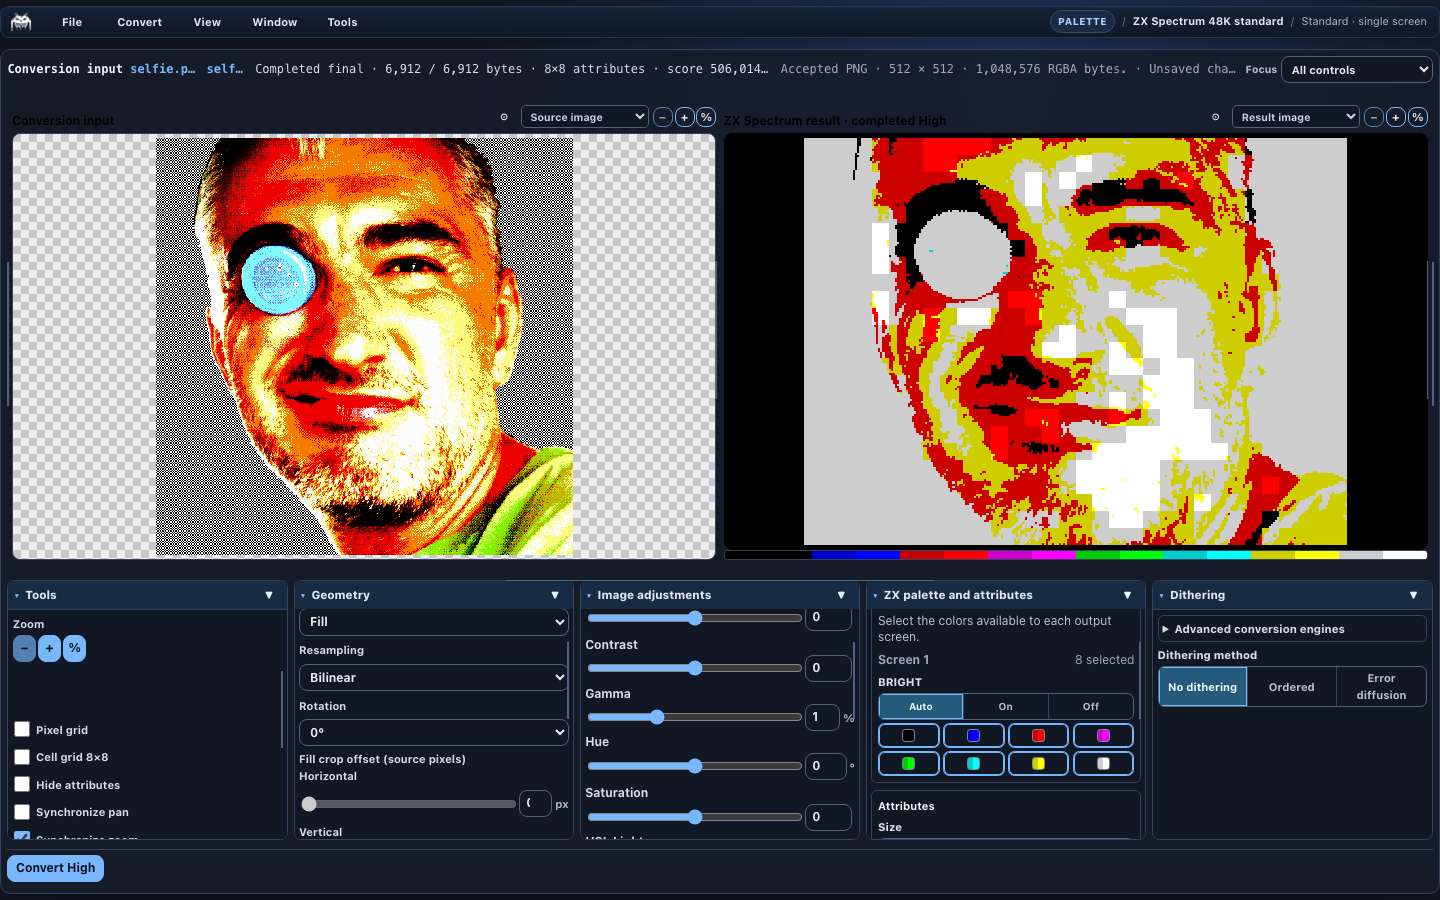 File Convert View Window Tools PALETTE / ZX Spectrum 48K standard / Standard · single screen
Conversion input selfie.p… self… Completed final · 6,912 / 6,912 bytes · 8×8 attributes · score 506,014… Accepted PNG · 512 × 512 · 1,048,576 RGBA bytes. · Unsaved cha… Focus All controls
Conversion input Source image − + %
ZX Spectrum result · completed High Result image − + %
Tools
Zoom
− + %
Pixel grid
Cell grid 8×8
Hide attributes
Synchronize pan
Synchronize zoom
Geometry
Fill
Resampling
Bilinear
Rotation
0°
Fill crop offset (source pixels)
Horizontal
px
Vertical
Image adjustments
0
Contrast
0
Gamma
1 %
Hue
0 °
Saturation
0
ZX palette and attributes
Select the colors available to each output
screen.
Screen 1 8 selected
BRIGHT
Auto On Off
Attributes
Size
Dithering
Advanced conversion engines
Dithering method
No dithering Ordered Error
diffusion
Convert High